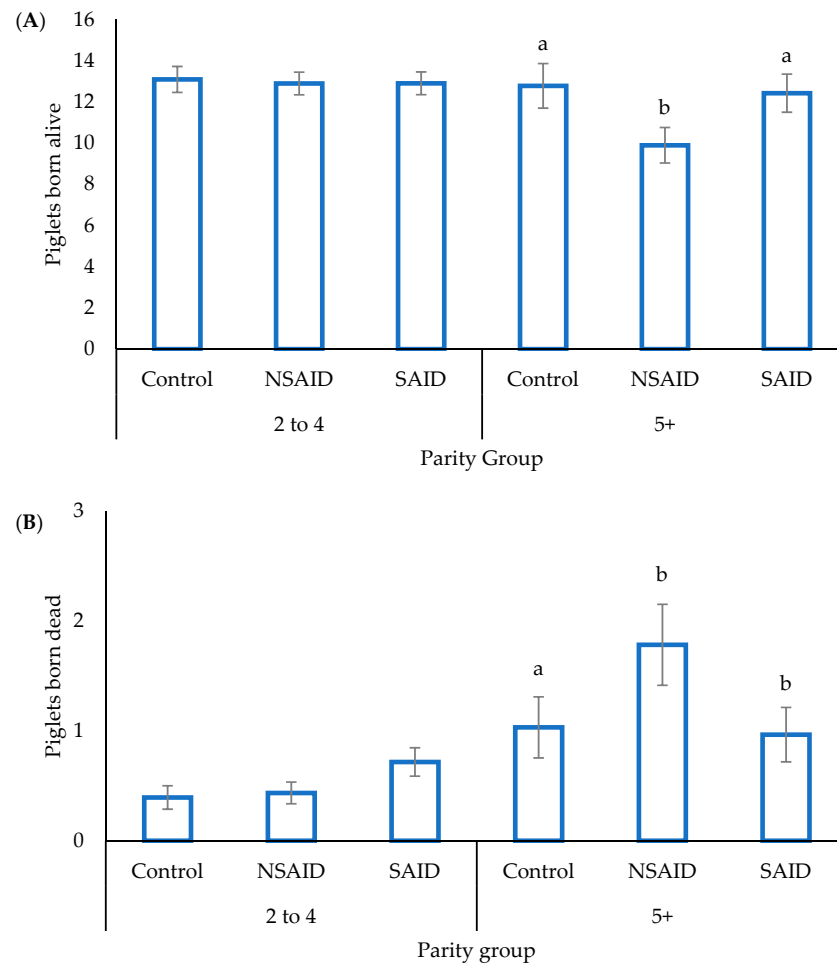 (A)
Piglets born alive
16
14
12
10
8
6
4
2
0
a
b
a
Control NSAID SAID Control NSAID SAID
2 to 4 5+
Parity Group
(B)
Piglets born dead
3
2
1
0
a
b
b
Control NSAID SAID Control NSAID SAID
2 to 4 5+
Parity group